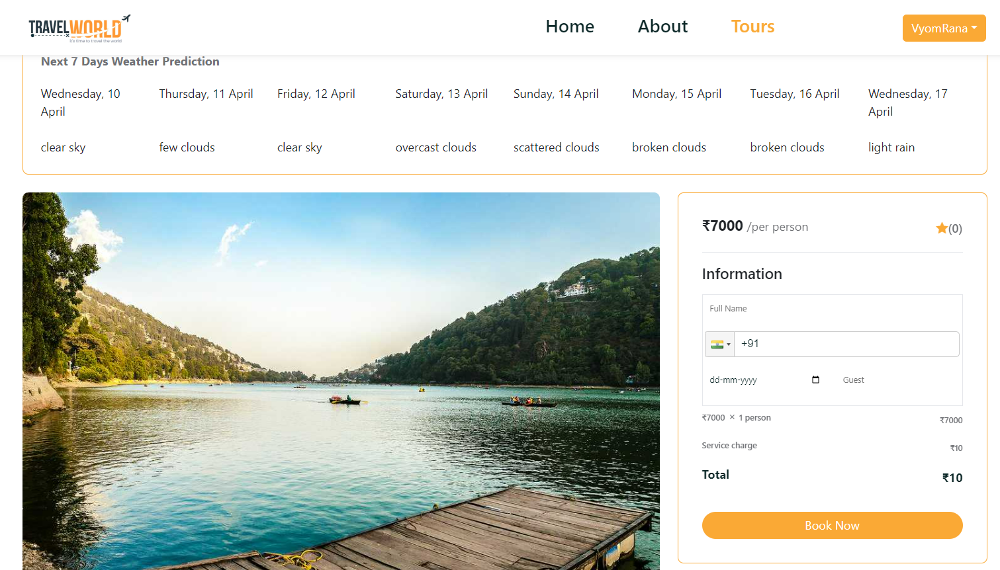 TRAVELWORLD
it's time to travel the world
Home About Tours
VyomRana
Next 7 Days Weather Prediction
Wednesday, 10 April
Thursday, 11 April
Friday, 12 April
Saturday, 13 April
Sunday, 14 April
Monday, 15 April
Tuesday, 16 April
Wednesday, 17 April
clear sky
few clouds
clear sky
overcast clouds
scattered clouds
broken clouds
broken clouds
light rain
₹7000 /per person
(0)
Information
Full Name
+91
dd-mm-yyyy
Guest
₹7000 × 1 person ₹7000
Service charge ₹10
Total ₹10
Book Now